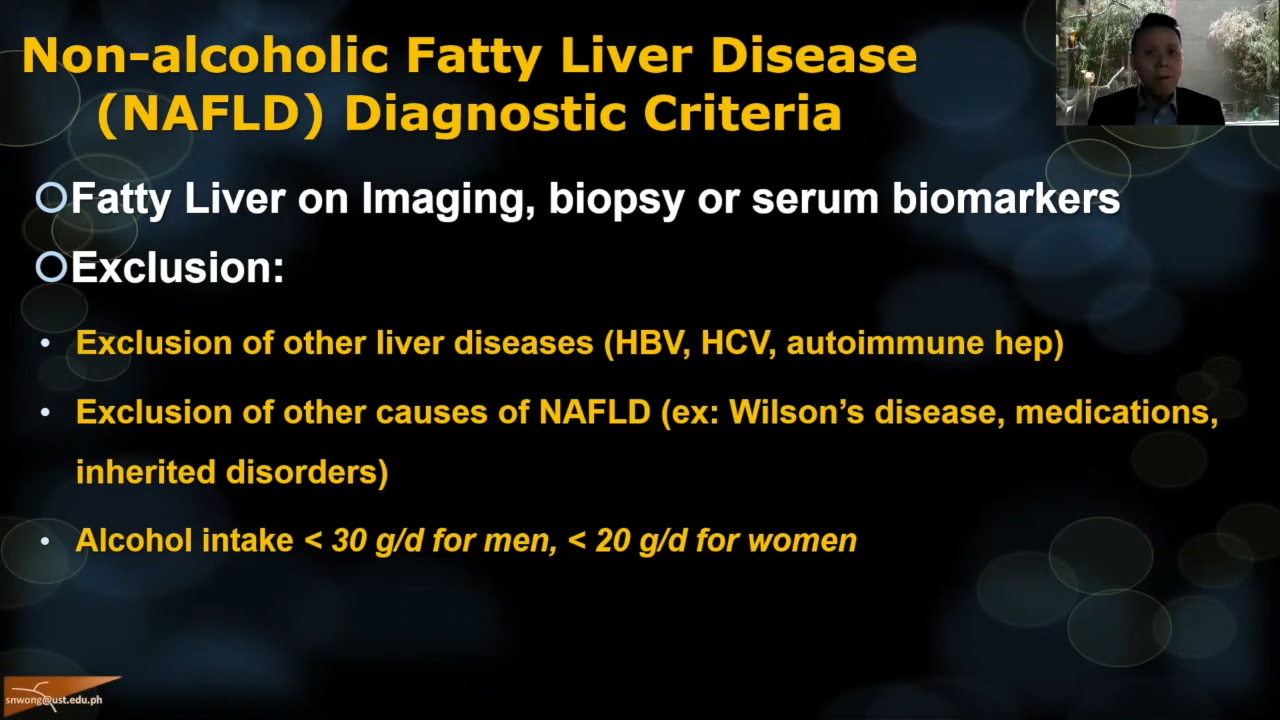 Non-alcoholic Fatty Liver Disease
(NAFLD) Diagnostic Criteria
Fatty Liver on Imaging, biopsy or serum biomarkers
Exclusion:
• Exclusion of other liver diseases (HBV, HCV, autoimmune hep)
• Exclusion of other causes of NAFLD (ex: Wilson’s disease, medications,
inherited disorders)
• Alcohol intake < 30 g/d for men, < 20 g/d for women
snwong@ust.edu.ph